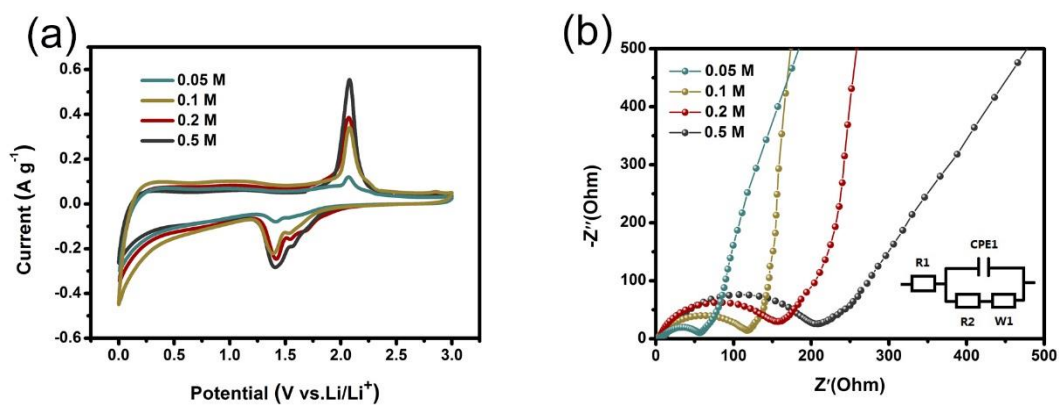 (a)
0.6
0.4
0.2
0.0
-0.2
-0.4
-0.6
Current (A g⁻¹)
0.05 M
0.1 M
0.2 M
0.5 M
0.0 0.5 1.0 1.5 2.0 2.5 3.0
Potential (V vs.Li/Li⁺)
(b)
500
400
300
200
100
0
-Z″(Ohm)
0.05 M
0.1 M
0.2 M
0.5 M
CPE1
R1
R2 W1
0 100 200 300 400 500
Z′(Ohm)